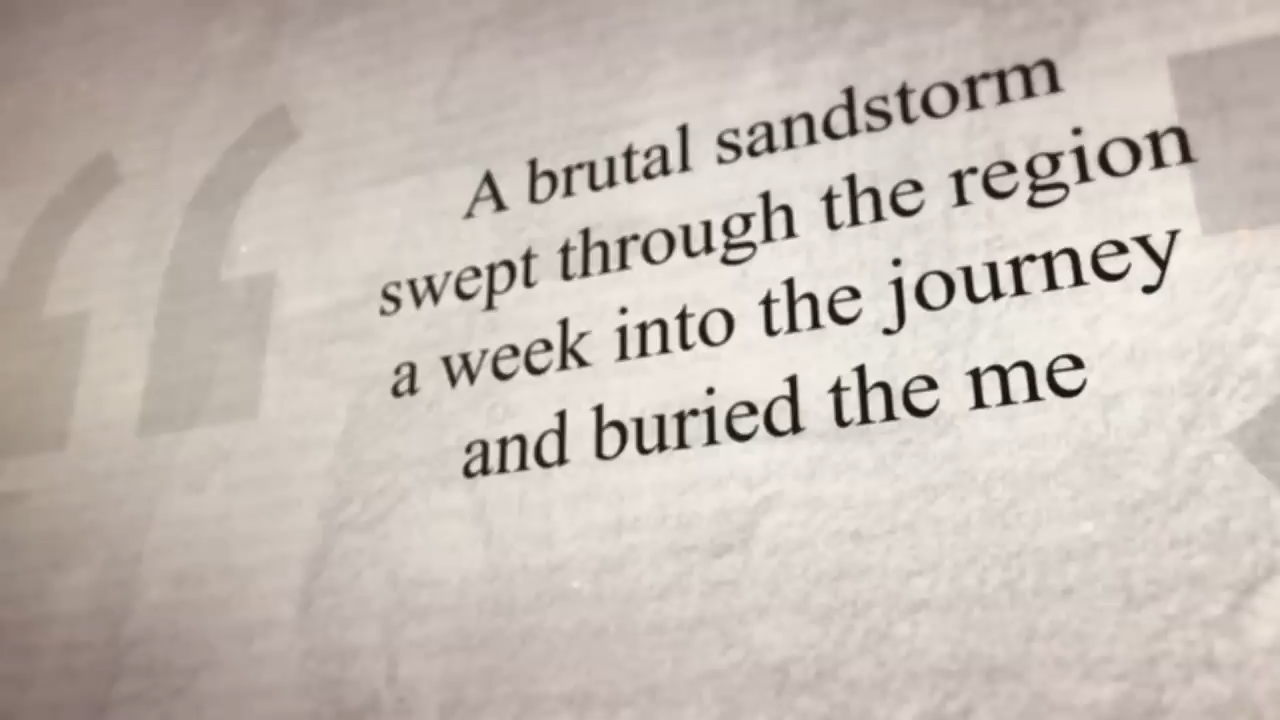 A brutal sandstorm
swept through the region
a week into the journey
and buried the me